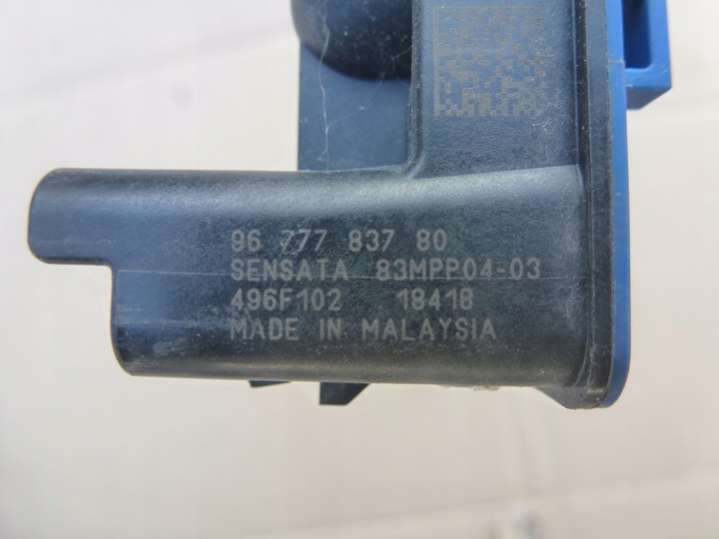 96 777 837 80
SENSATA 83MPP04-03
496F102 18418
MADE IN MALAYSIA